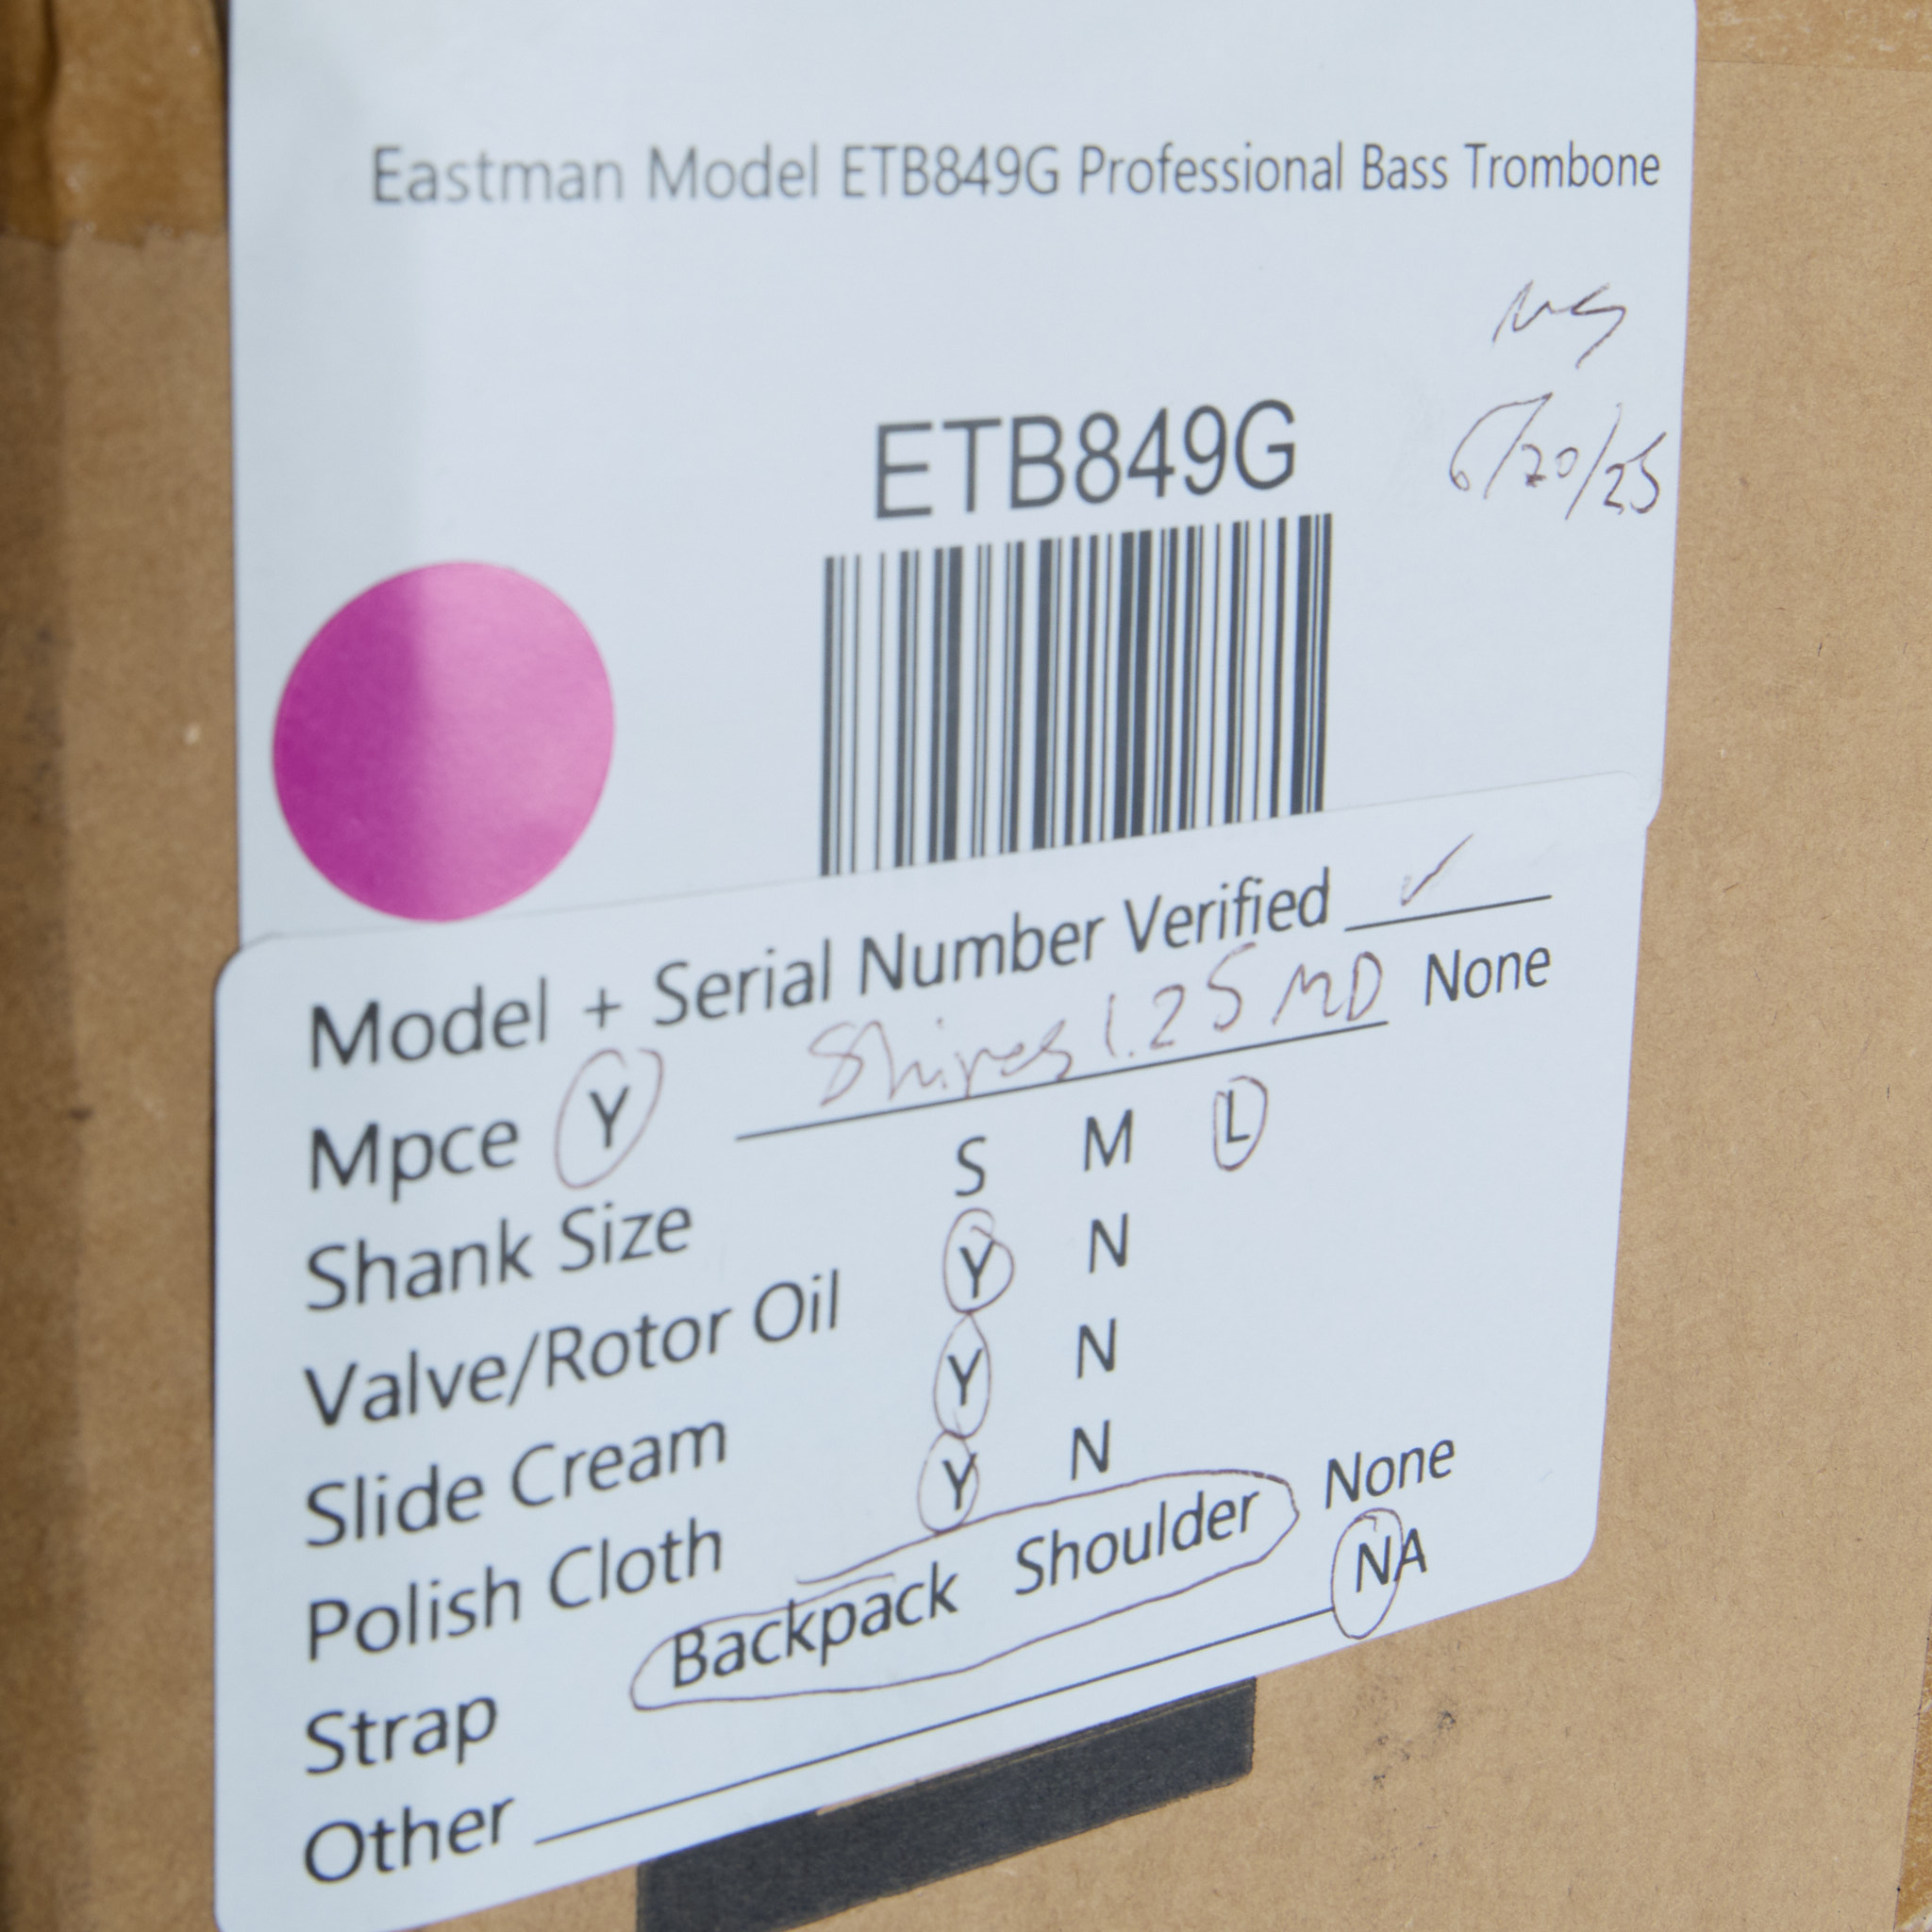 Eastman Model ETB849G Professional Bass Trombone
6/20/25
ETB849G
Model + Serial Number Verified ✓
Mpce Y Shires 1.25 MD None
Shank Size S M L
Valve/Rotor Oil Y N
Slide Cream Y N
Polish Cloth Y N
Strap Backpack Shoulder None
Other NA